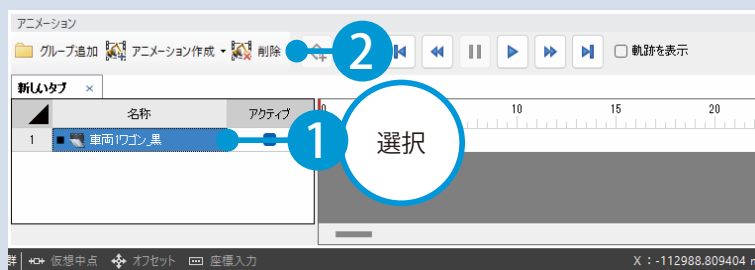 アニメーション
グループ追加 アニメーション作成 削除 2 軌跡を表示
新しいタブ ×
名称 アクティブ 0 10 15 20
1 車両1ワゴン_黒 1 選択
群 仮想中点 オフセット 座標入力 X：-112988.809404 m